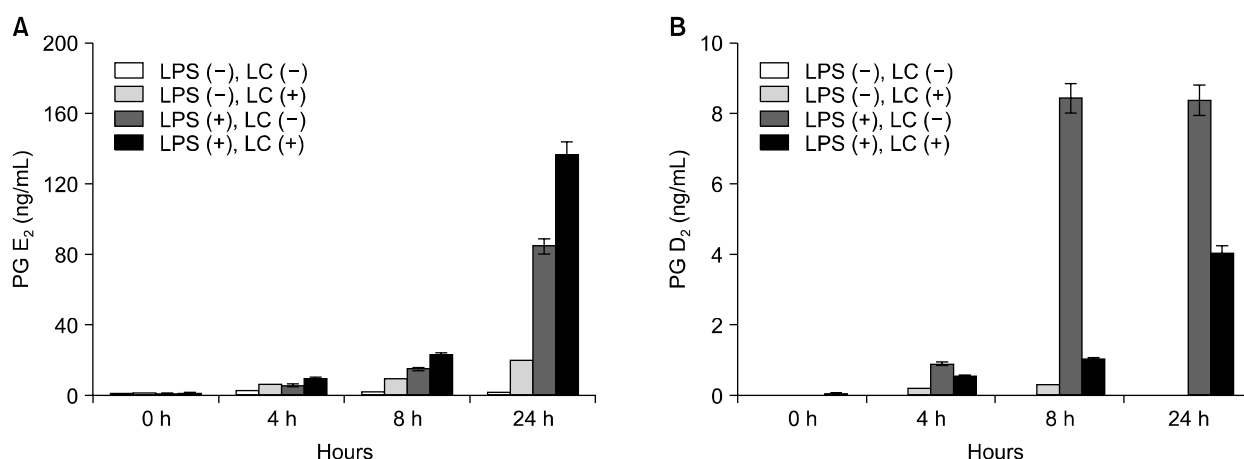 A
200
160
120
80
40
0
PG E₂ (ng/mL)
LPS (−), LC (−)
LPS (−), LC (+)
LPS (+), LC (−)
LPS (+), LC (+)
0 h 4 h 8 h 24 h
Hours
B
10
8
6
4
2
0
PG D₂ (ng/mL)
LPS (−), LC (−)
LPS (−), LC (+)
LPS (+), LC (−)
LPS (+), LC (+)
0 h 4 h 8 h 24 h
Hours